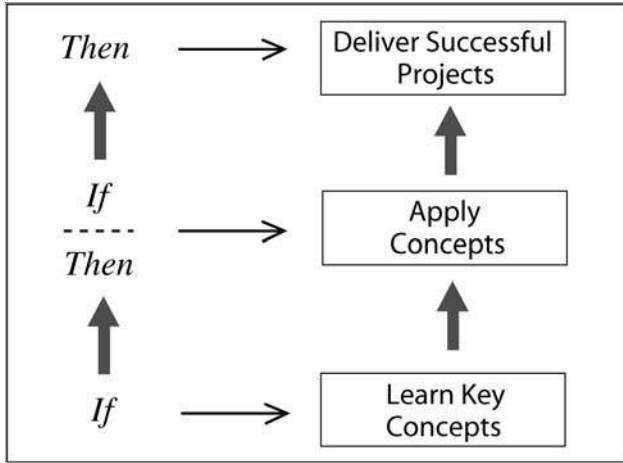 Then
Deliver Successful
Projects
If
Then
Apply
Concepts
If
Learn Key
Concepts